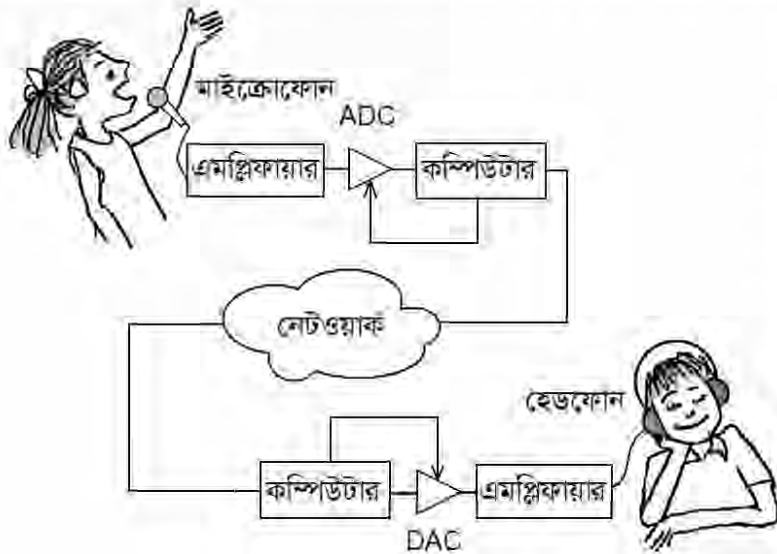 মাইক্রোফোন
ADC
এমপ্লিফায়ার
কম্পিউটার
নেটওয়ার্ক
হেডফোন
কম্পিউটার
এমপ্লিফায়ার
DAC